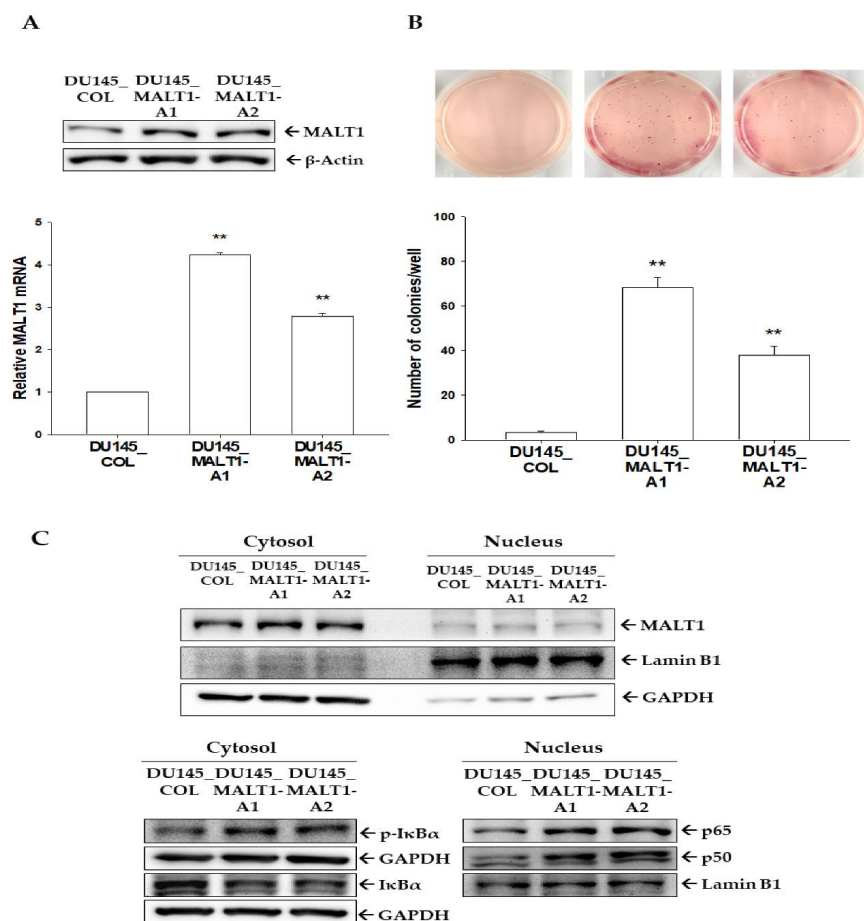 A
DU145_ DU145_ DU145_
COL MALT1- MALT1-
A1 A2
← MALT1
← β-Actin
Relative MALT1 mRNA
5
4
3
2
1
0
**
**
DU145_ DU145_ DU145_
COL MALT1- MALT1-
A1 A2
B
Number of colonies/well
100
80
60
40
20
0
**
**
DU145_ DU145_ DU145_
COL MALT1- MALT1-
A1 A2
C
Cytosol Nucleus
DU145_ DU145_ DU145_ DU145_ DU145_ DU145_
COL MALT1- MALT1- COL MALT1- MALT1-
A1 A2 A1 A2
← MALT1
← Lamin B1
← GAPDH
Cytosol
DU145_ DU145_ DU145_
COL MALT1- MALT1-
A1 A2
← p-IκBα
← GAPDH
← IκBα
← GAPDH
Nucleus
DU145_ DU145_ DU145_
COL MALT1- MALT1-
A1 A2
← p65
← p50
← Lamin B1